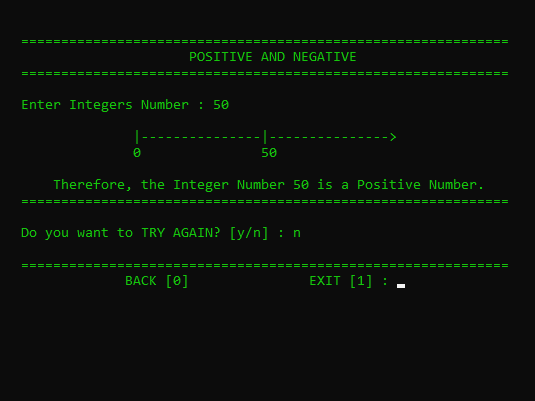 =============================================================
POSITIVE AND NEGATIVE
=============================================================
Enter Integers Number : 50
|---------------|--------------->
0 50
Therefore, the Integer Number 50 is a Positive Number.
=============================================================
Do you want to TRY AGAIN? [y/n] : n
=============================================================
BACK [0] EXIT [1] :